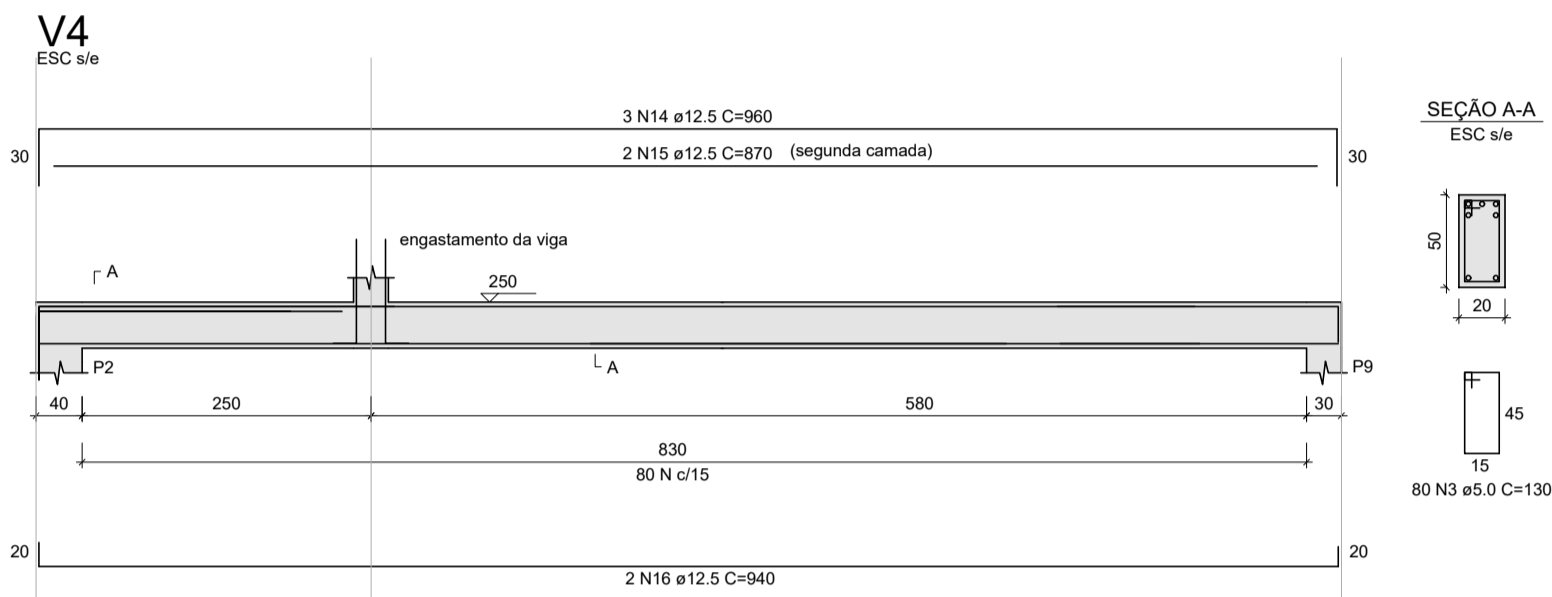 V4
ESC s/e
3 N14 ø12.5 C=960
30
2 N15 ø12.5 C=870 (segunda camada)
30
engastamento da viga
A
250
P2
A
P9
40
250
580
30
830
80 N c/15
20
20
2 N16 ø12.5 C=940
SEÇÃO A-A
ESC s/e
50
20
45
15
80 N3 ø5.0 C=130